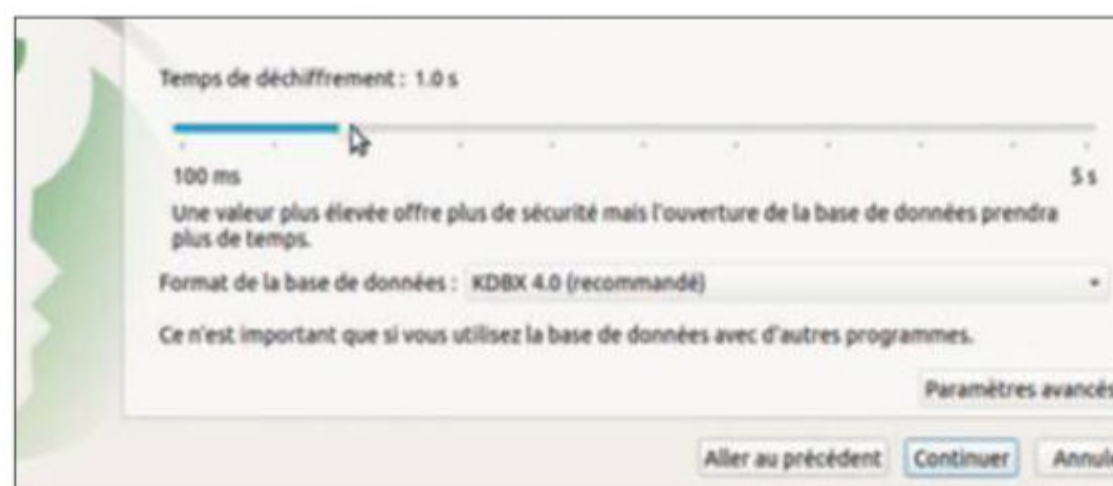 Temps de déchiffrement : 1.0 s
100 ms 5 s
Une valeur plus élevée offre plus de sécurité mais l'ouverture de la base de données prendra
plus de temps.
Format de la base de données : KDBX 4.0 (recommandé)
Ce n'est important que si vous utilisez la base de données avec d'autres programmes.
Paramètres avancés
Aller au précédent Continuer Annule